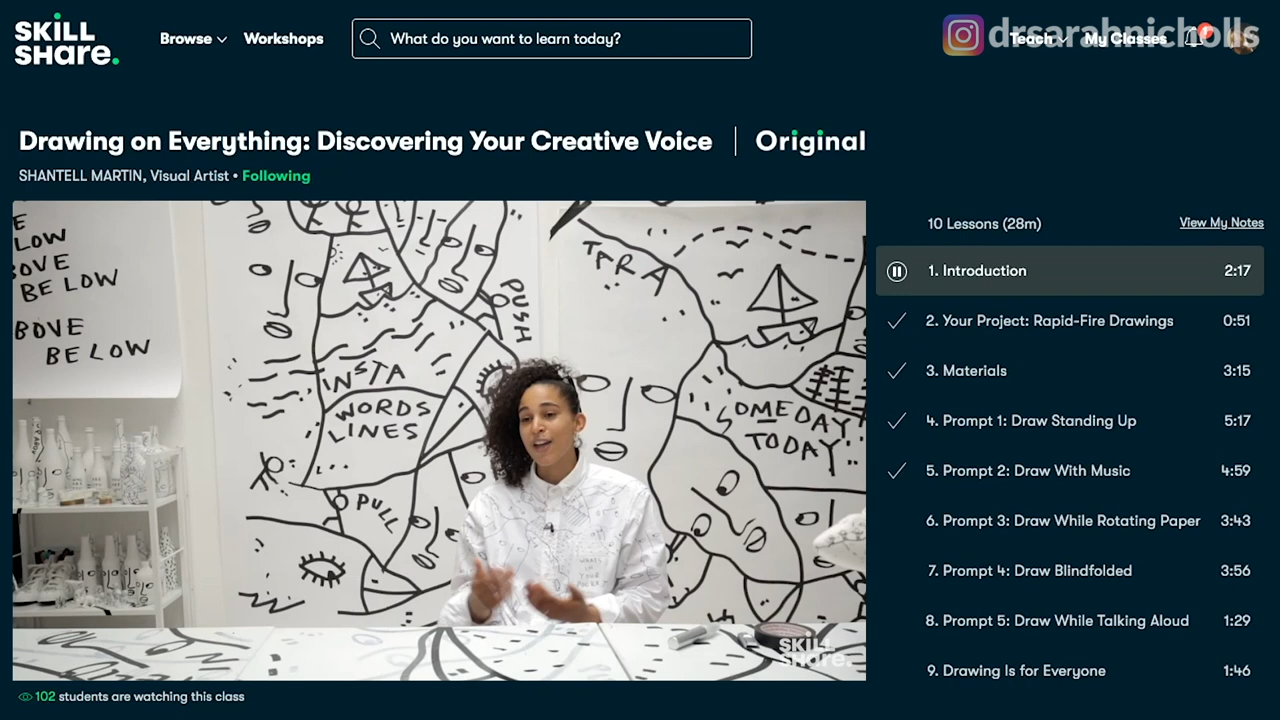 SKILL
SHARE.
Browse
Workshops
What do you want to learn today?
drsarahnicholls
Teach
My Classes
Drawing on Everything: Discovering Your Creative Voice | Original
SHANTELL MARTIN, Visual Artist • Following
10 Lessons (28m)
View My Notes
1. Introduction 2:17
2. Your Project: Rapid-Fire Drawings 0:51
3. Materials 3:15
4. Prompt 1: Draw Standing Up 5:17
5. Prompt 2: Draw With Music 4:59
6. Prompt 3: Draw While Rotating Paper 3:43
7. Prompt 4: Draw Blindfolded 3:56
8. Prompt 5: Draw While Talking Aloud 1:29
9. Drawing Is for Everyone 1:46
LOW
BE LOW
BOVE
BE LOW
TARA
PUSH
INSTA
WORDS
LINES
SOMEDAY
TODAY
PULL
SKILL
SHARE.
102 students are watching this class